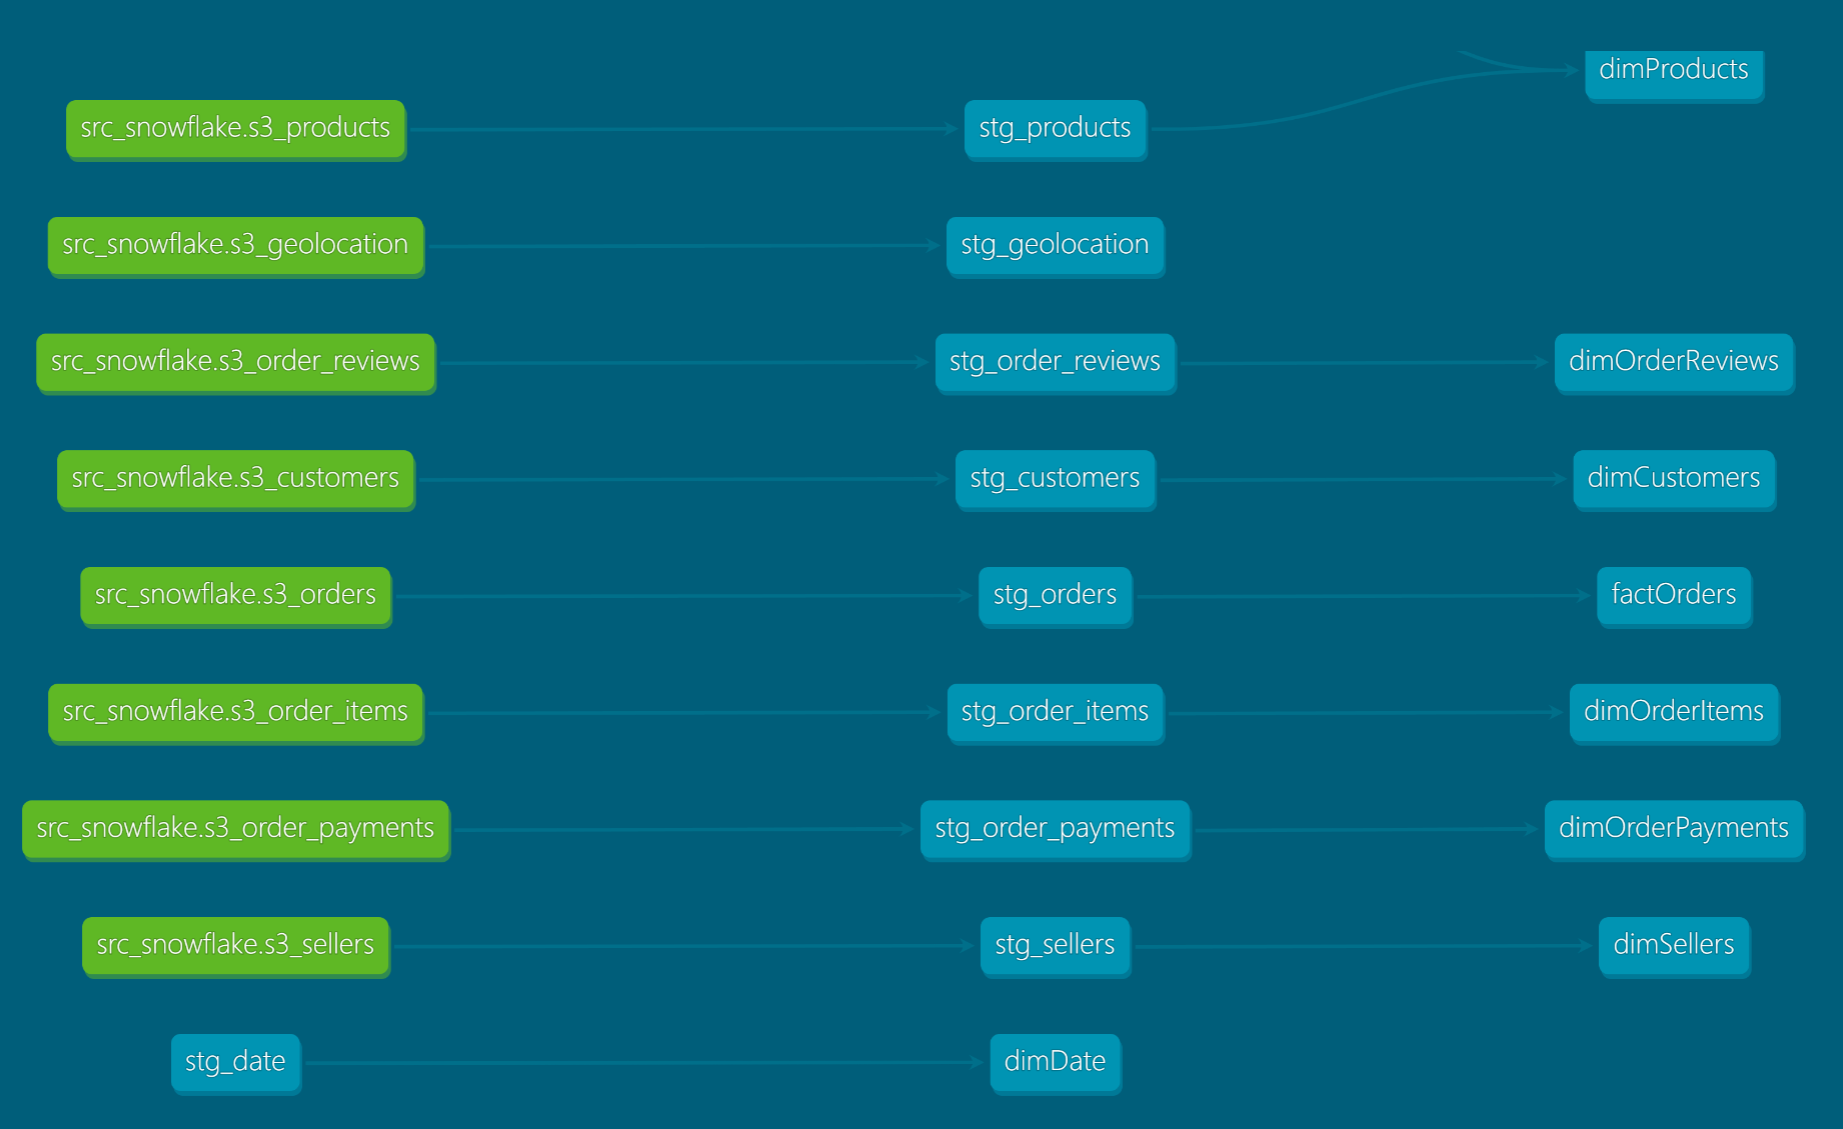 dimProducts
src_snowflake.s3_products
stg_products
src_snowflake.s3_geolocation
stg_geolocation
src_snowflake.s3_order_reviews
stg_order_reviews
dimOrderReviews
src_snowflake.s3_customers
stg_customers
dimCustomers
src_snowflake.s3_orders
stg_orders
factOrders
src_snowflake.s3_order_items
stg_order_items
dimOrderItems
src_snowflake.s3_order_payments
stg_order_payments
dimOrderPayments
src_snowflake.s3_sellers
stg_sellers
dimSellers
stg_date
dimDate